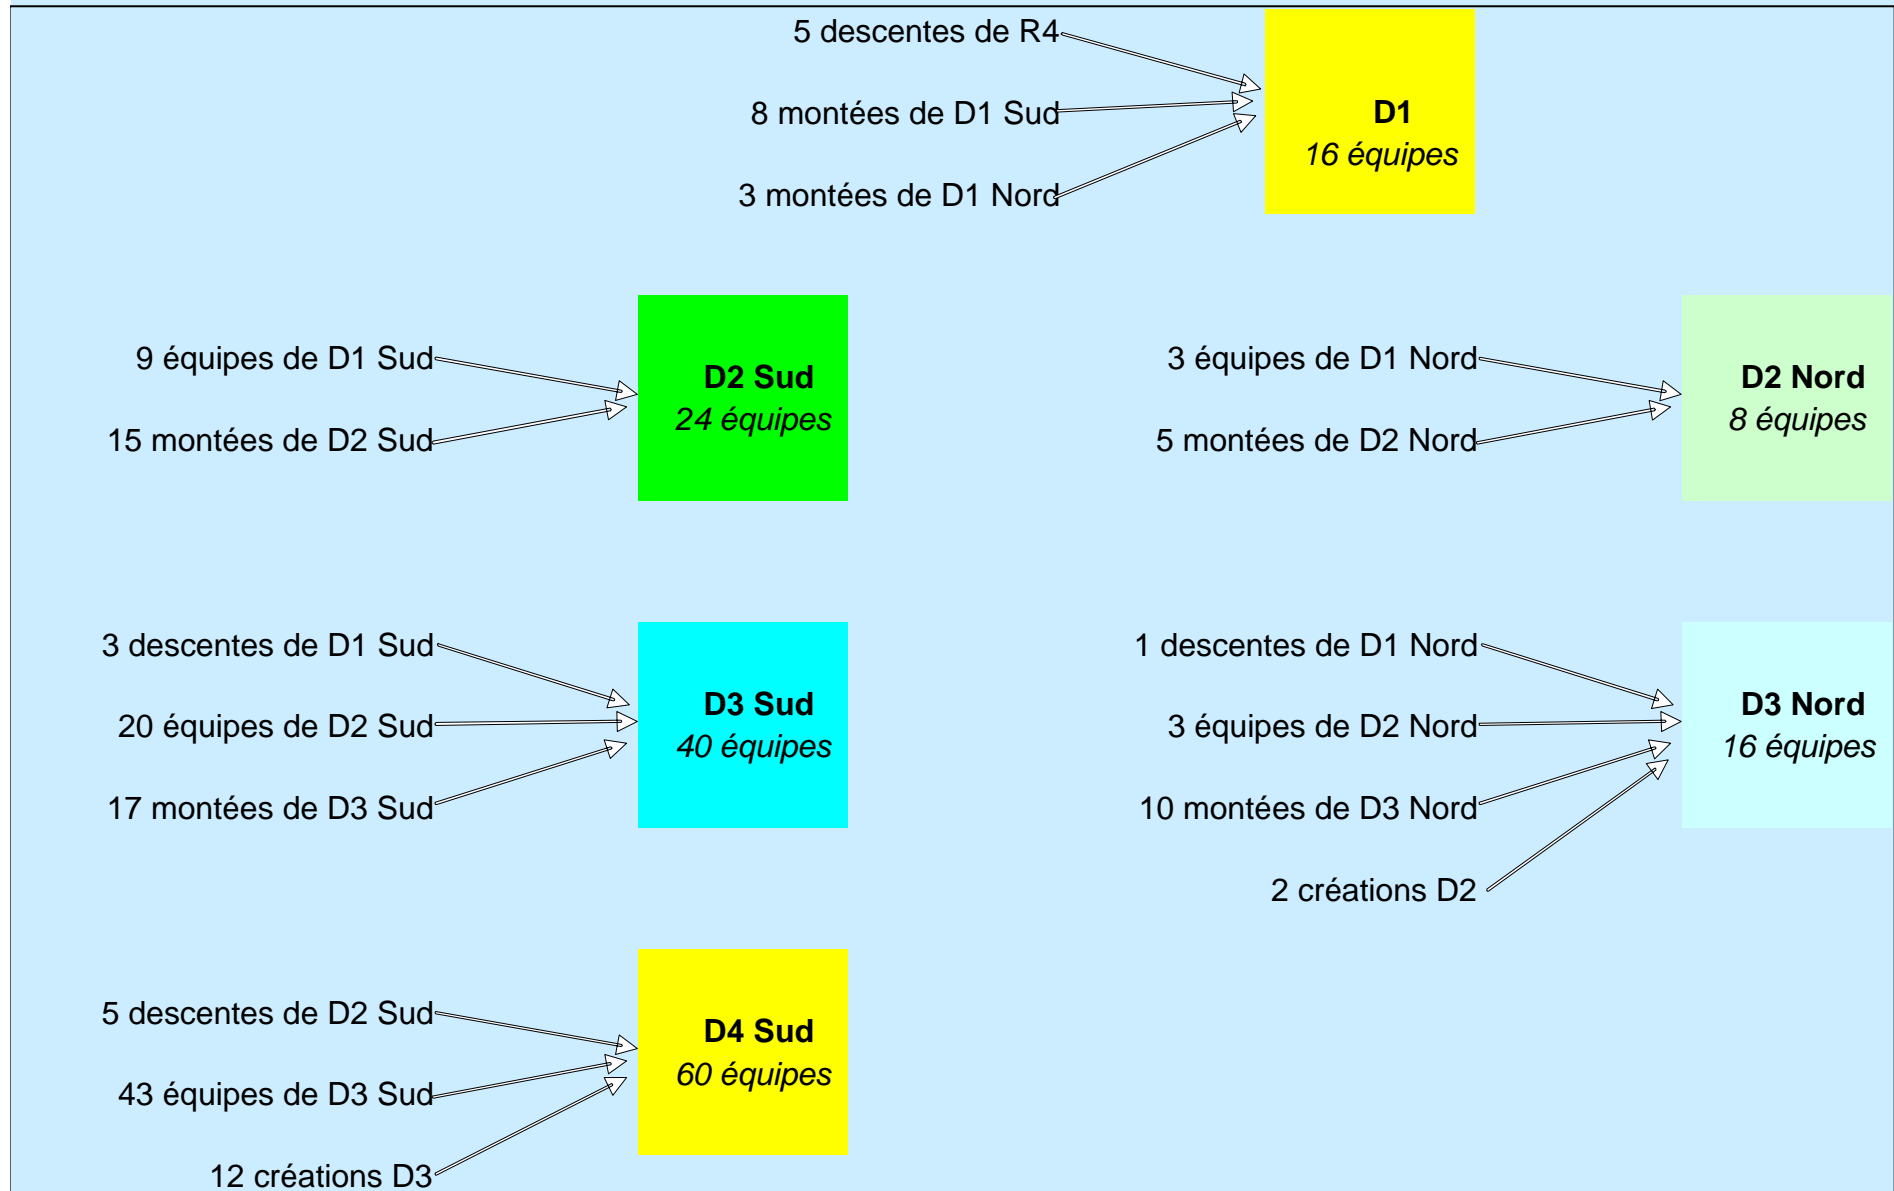 5 descentes de R4
8 montées de D1 Sud
3 montées de D1 Nord
D1
16 équipes
9 équipes de D1 Sud
15 montées de D2 Sud
D2 Sud
24 équipes
3 équipes de D1 Nord
5 montées de D2 Nord
D2 Nord
8 équipes
3 descentes de D1 Sud
20 équipes de D2 Sud
17 montées de D3 Sud
D3 Sud
40 équipes
1 descentes de D1 Nord
3 équipes de D2 Nord
10 montées de D3 Nord
2 créations D2
D3 Nord
16 équipes
5 descentes de D2 Sud
43 équipes de D3 Sud
12 créations D3
D4 Sud
60 équipes